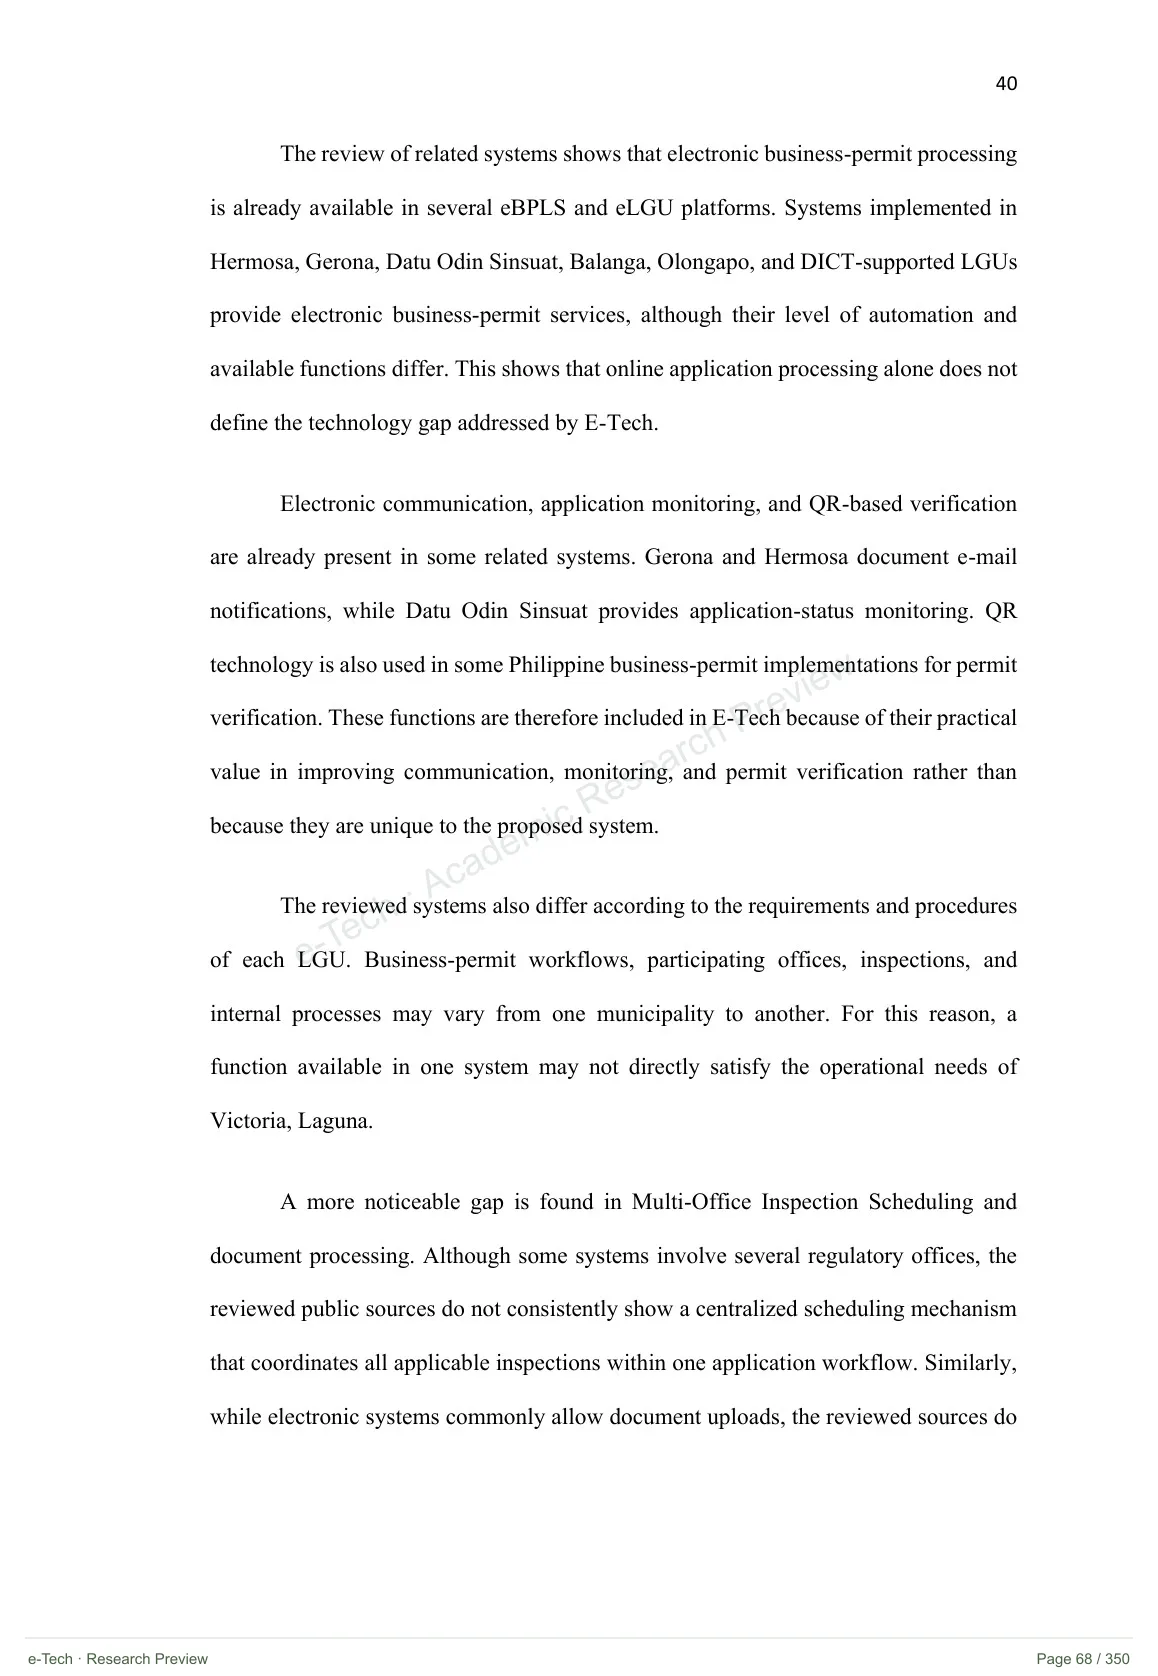 40
The review of related systems shows that electronic business-permit processing
is already available in several eBPLS and eLGU platforms. Systems implemented in
Hermosa, Gerona, Datu Odin Sinsuat, Balanga, Olongapo, and DICT-supported LGUs
provide electronic business-permit services, although their level of automation and
available functions differ. This shows that online application processing alone does not
define the technology gap addressed by E-Tech.
Electronic communication, application monitoring, and QR-based verification
are already present in some related systems. Gerona and Hermosa document e-mail
notifications, while Datu Odin Sinsuat provides application-status monitoring. QR
technology is also used in some Philippine business-permit implementations for permit
verification. These functions are therefore included in E-Tech because of their practical
value in improving communication, monitoring, and permit verification rather than
because they are unique to the proposed system.
The reviewed systems also differ according to the requirements and procedures
of each LGU. Business-permit workflows, participating offices, inspections, and
internal processes may vary from one municipality to another. For this reason, a
function available in one system may not directly satisfy the operational needs of
Victoria, Laguna.
A more noticeable gap is found in Multi-Office Inspection Scheduling and
document processing. Although some systems involve several regulatory offices, the
reviewed public sources do not consistently show a centralized scheduling mechanism
that coordinates all applicable inspections within one application workflow. Similarly,
while electronic systems commonly allow document uploads, the reviewed sources do
e-Tech · Academic Research Preview
e-Tech · Research Preview
Page 68 / 350